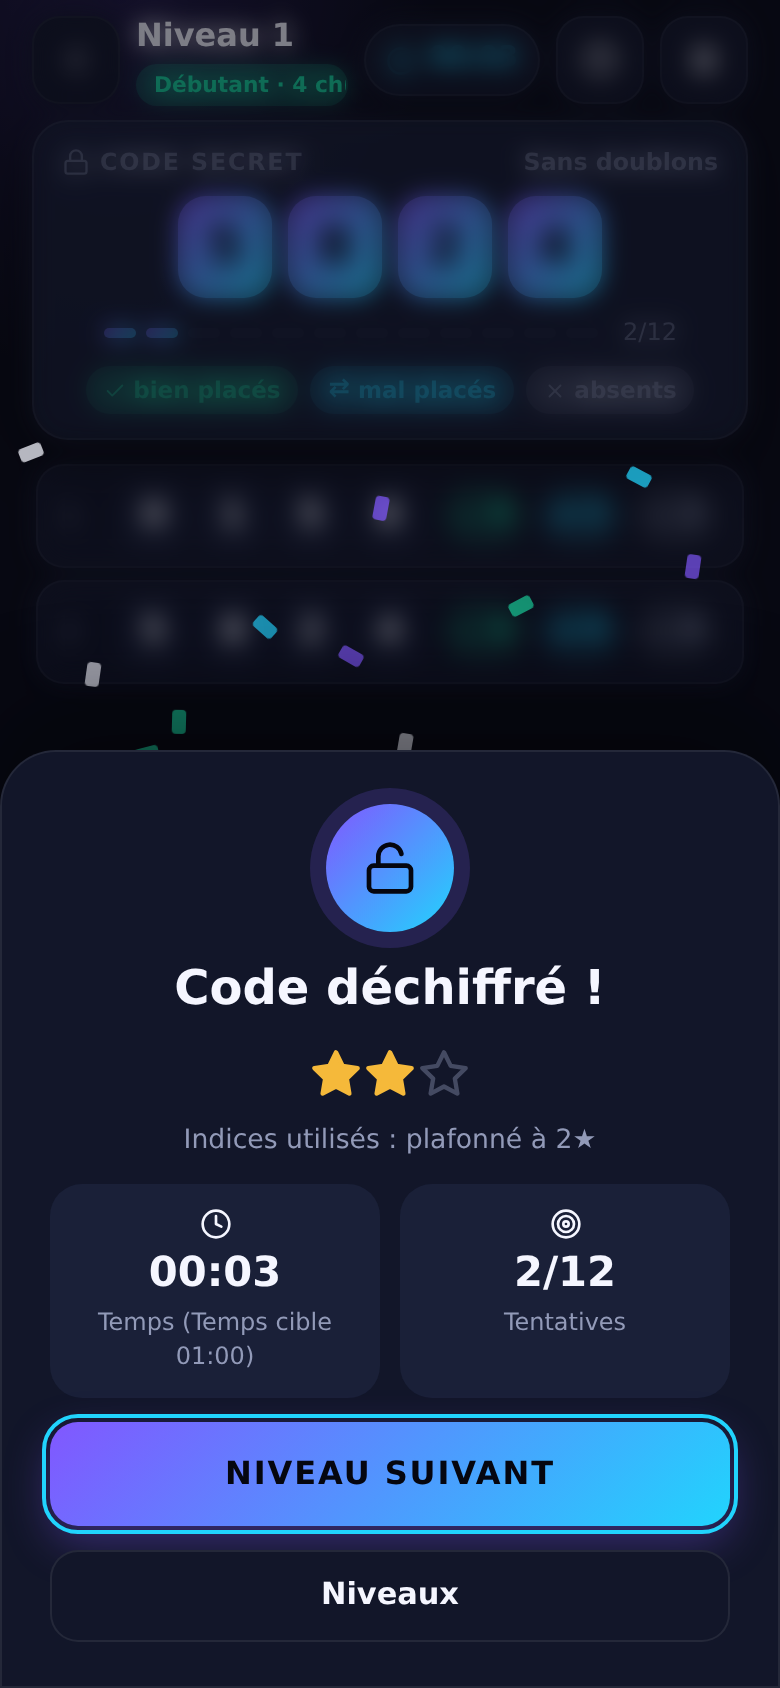 Niveau 1
Débutant · 4 ch
CODE SECRET
Sans doublons
2/12
bien placés
mal placés
absents
Code déchiffré !
Indices utilisés : plafonné à 2★
00:03
Temps (Temps cible
01:00)
2/12
Tentatives
NIVEAU SUIVANT
Niveaux